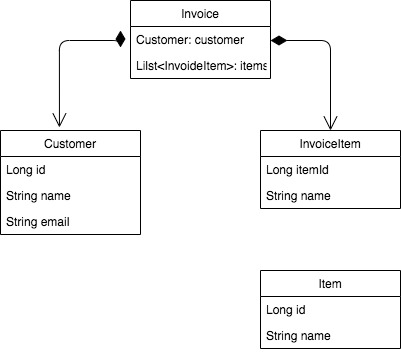 Invoice
Customer: customer
Lilst<InvoideItem>: items
Customer
Long id
String name
String email
InvoiceItem
Long itemId
String name
Item
Long id
String name